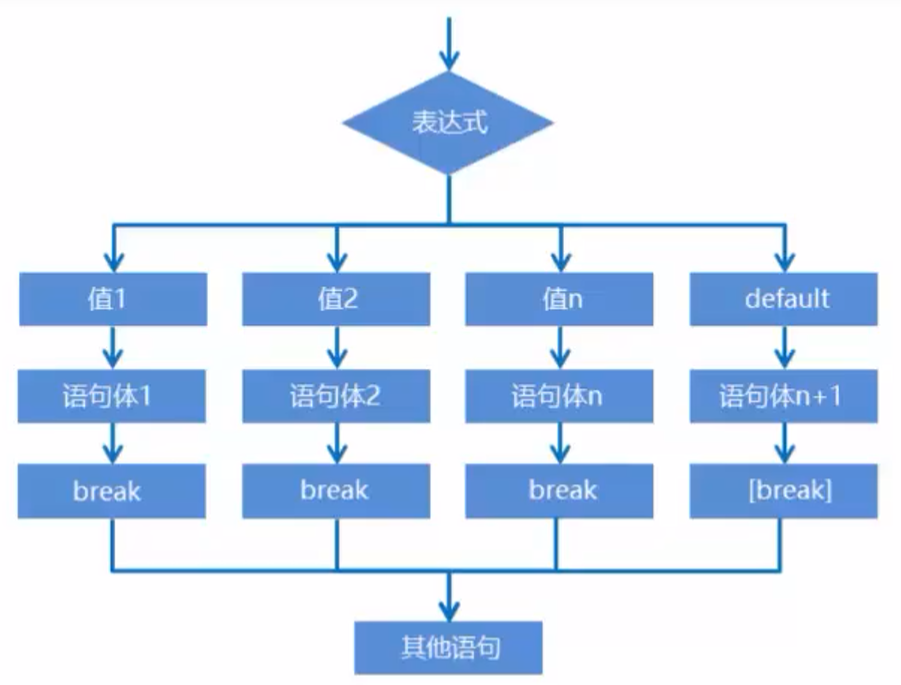 表达式
值1
值2
值n
default
语句体1
语句体2
语句体n
语句体n+1
break
break
break
[break]
其他语句